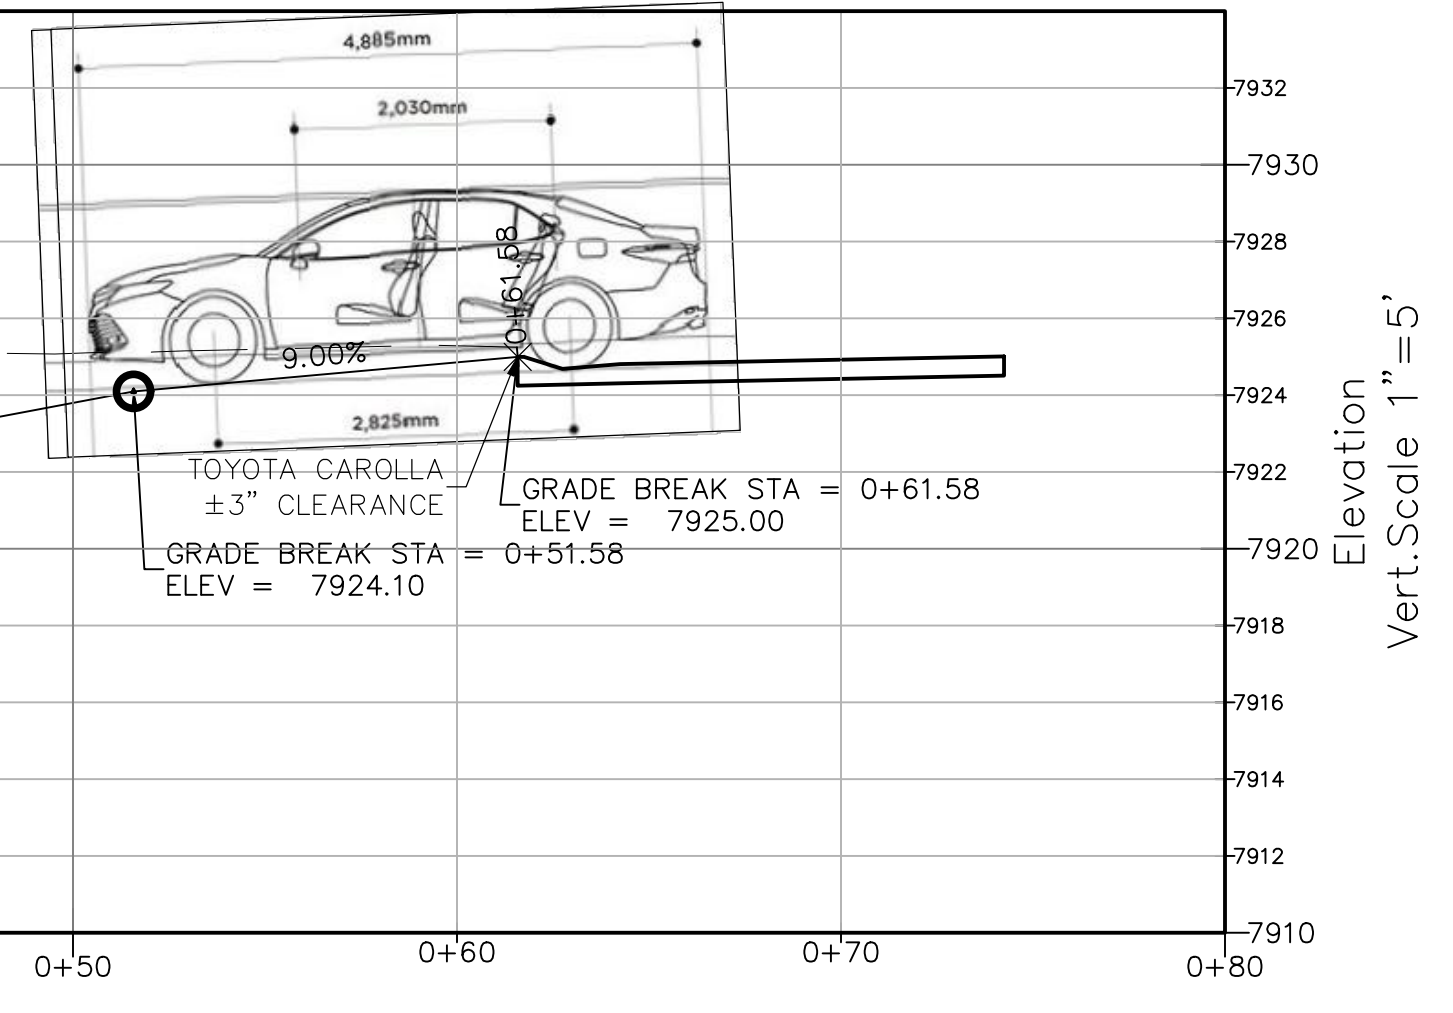 4,885mm
2,030mm
7932
7930
7928
0+61.58
7926
9.00%
7924
2,825mm
TOYOTA CAROLLA
±3" CLEARANCE
7922
GRADE BREAK STA = 0+61.58
ELEV = 7925.00
GRADE BREAK STA = 0+51.58
ELEV = 7924.10
7920
7918
7916
7914
7912
7910
Elevation
Vert.Scale 1"=5'
0+50
0+60
0+70
0+80